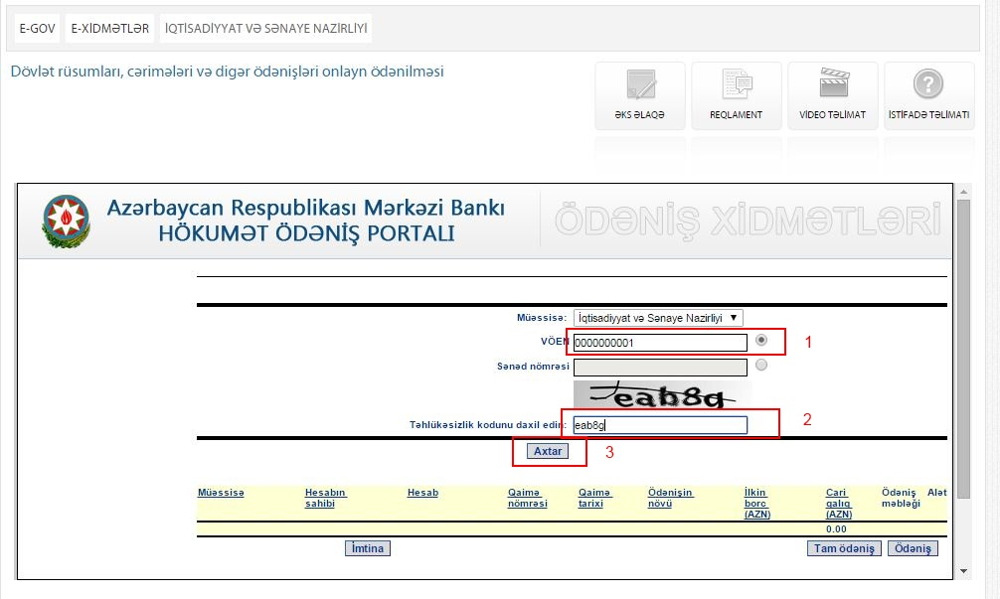 E-GOV E-XİDMƏTLƏR İQTİSADİYYAT VƏ SƏNAYE NAZİRLİYİ
Dövlət rüsumları, cərimələri və digər ödənişləri onlayn ödənilməsi
ƏKS ƏLAQƏ REQLAMENT VİDEO TƏLİMAT İSTİFADƏ TƏLİMATI
Azərbaycan Respublikası Mərkəzi Bankı
HÖKUMƏT ÖDƏNİŞ PORTALI
ÖDƏNİŞ XİDMƏTLƏRİ
Müəssisə: İqtisadiyyat və Sənaye Nazirliyi
VÖEN 0000000001 1
Sənəd nömrəsi
eab8g
Təhlükəsizlik kodunu daxil edin: eab8g 2
Axtar 3
Müəssisə Hesabın Hesab Qaimə Qaimə Ödənişin İlkin Cari Ödəniş Alət
sahibi nömrəsi tarixi növü borc qalıq məbləği
(AZN) (AZN)
0.00
İmtina Tam ödəniş Ödəniş